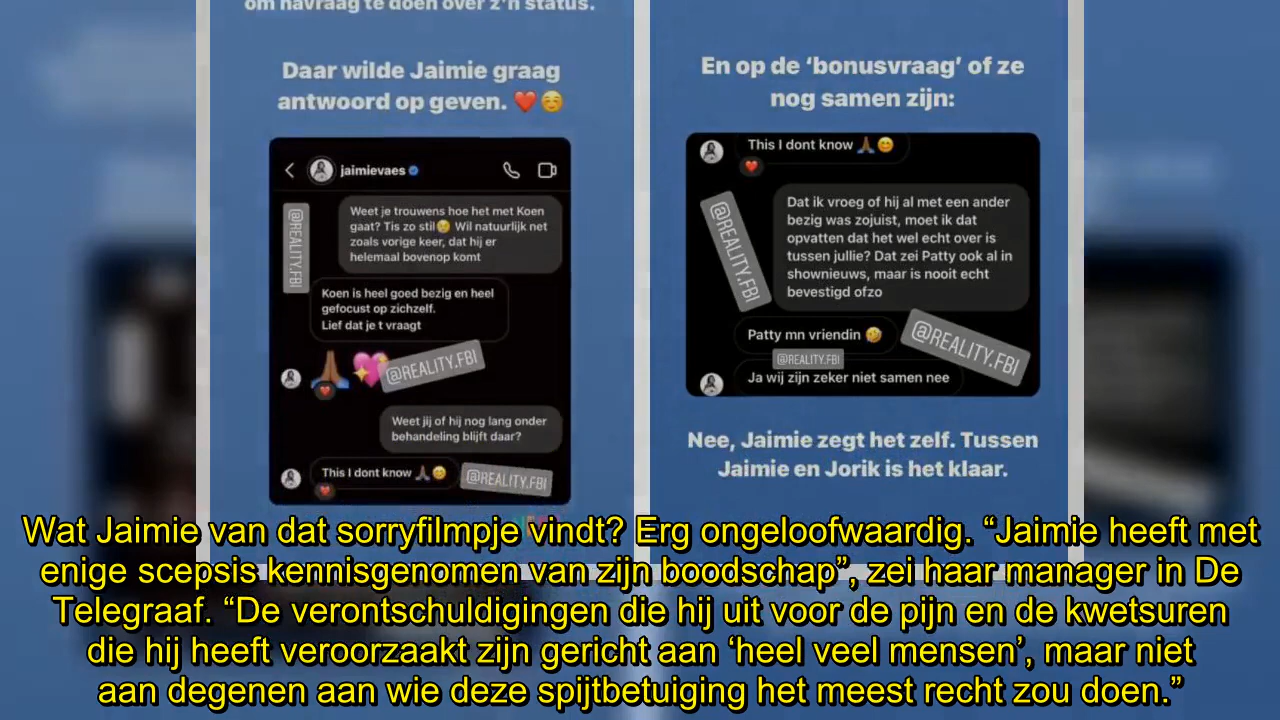 om navraag te doen over z'n status.
Daar wilde Jaimie graag
antwoord op geven. ❤️☺️
jaimievaes
@REALITY.FBI
Weet je trouwens hoe het met Koen
gaat? Tis zo stil😢 Wil natuurlijk net
zoals vorige keer, dat hij er
helemaal bovenop komt
Koen is heel goed bezig en heel
gefocust op zichzelf.
Lief dat je t vraagt
🙏🏾💖
@REALITY.FBI
Weet jij of hij nog lang onder
behandeling blijft daar?
This I dont know 🙏🏾😊
@REALITY.FBI
En op de ‘bonusvraag’ of ze
nog samen zijn:
This I dont know 🙏🏾😊
@REALITY.FBI
Dat ik vroeg of hij al met een ander
bezig was zojuist, moet ik dat
opvatten dat het wel echt over is
tussen jullie? Dat zei Patty ook al in
shownieuws, maar is nooit echt
bevestigd ofzo
Patty mn vriendin 🤣
@REALITY.FBI
@REALITY.FBI
Ja wij zijn zeker niet samen nee
Nee, Jaimie zegt het zelf. Tussen
Jaimie en Jorik is het klaar.
Wat Jaimie van dat sorryfilmpje vindt? Erg ongeloofwaardig. “Jaimie heeft met
enige scepsis kennisgenomen van zijn boodschap”, zei haar manager in De
Telegraaf. “De verontschuldigingen die hij uit voor de pijn en de kwetsuren
die hij heeft veroorzaakt zijn gericht aan ‘heel veel mensen’, maar niet
aan degenen aan wie deze spijtbetuiging het meest recht zou doen.”